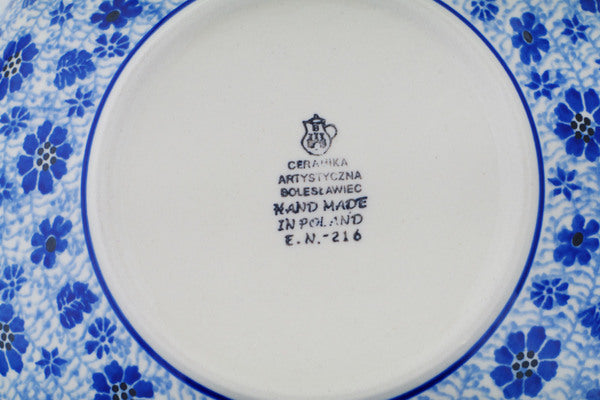 CERAMIKA
ARTYSTYCZNA
BOLESŁAWIEC
HAND MADE
IN POLAND
E.N.-216